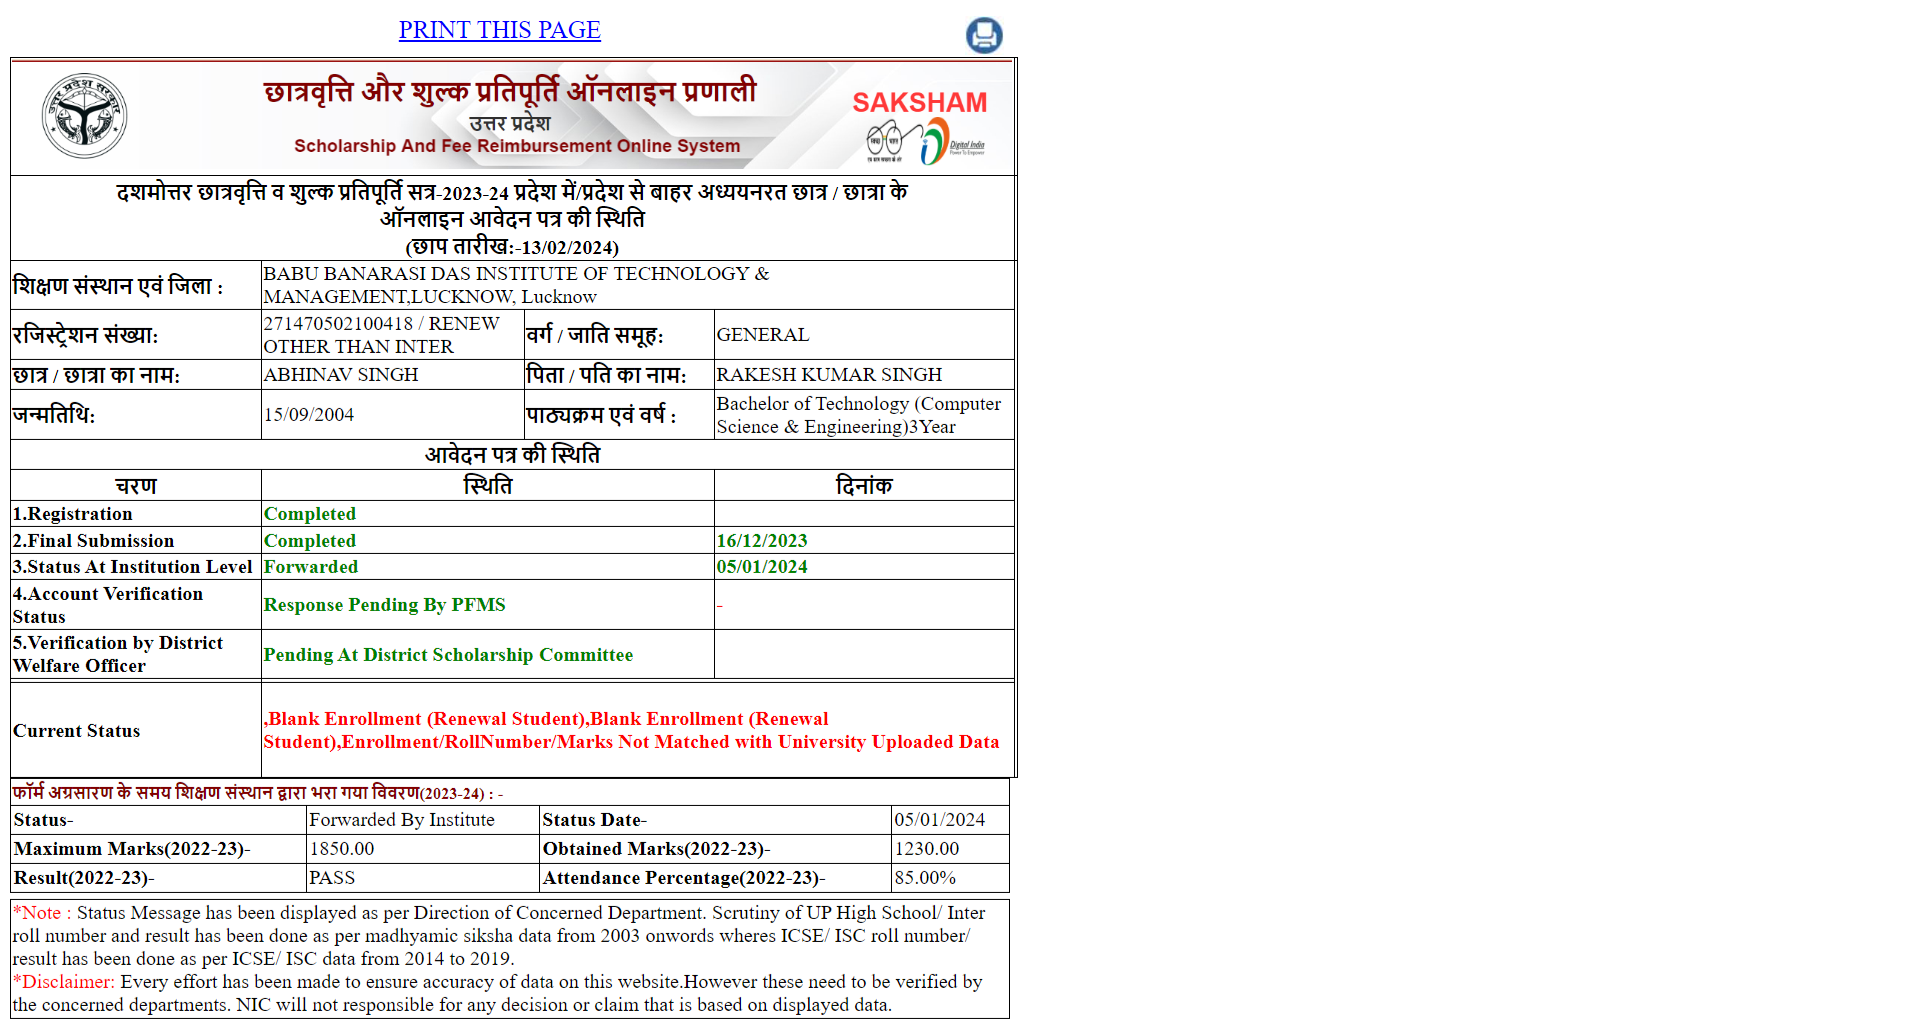 PRINT THIS PAGE
छात्रवृत्ति और शुल्क प्रतिपूर्ति ऑनलाइन प्रणाली
उत्तर प्रदेश
Scholarship And Fee Reimbursement Online System
SAKSHAM
Digital India
Power To Empower
दशमोत्तर छात्रवृत्ति व शुल्क प्रतिपूर्ति सत्र-2023-24 प्रदेश में/प्रदेश से बाहर अध्ययनरत छात्र / छात्रा के
ऑनलाइन आवेदन पत्र की स्थिति
(छाप तारीख:-13/02/2024)
शिक्षण संस्थान एवं जिला :
BABU BANARASI DAS INSTITUTE OF TECHNOLOGY &
MANAGEMENT,LUCKNOW, Lucknow
रजिस्ट्रेशन संख्या:
271470502100418 / RENEW
OTHER THAN INTER
वर्ग / जाति समूह:
GENERAL
छात्र / छात्रा का नाम:
ABHINAV SINGH
पिता / पति का नाम:
RAKESH KUMAR SINGH
जन्मतिथि:
15/09/2004
पाठ्यक्रम एवं वर्ष :
Bachelor of Technology (Computer
Science & Engineering)3Year
आवेदन पत्र की स्थिति
चरण
स्थिति
दिनांक
1.Registration
Completed
2.Final Submission
Completed
16/12/2023
3.Status At Institution Level
Forwarded
05/01/2024
4.Account Verification
Status
Response Pending By PFMS
-
5.Verification by District
Welfare Officer
Pending At District Scholarship Committee
Current Status
,Blank Enrollment (Renewal Student),Blank Enrollment (Renewal
Student),Enrollment/RollNumber/Marks Not Matched with University Uploaded Data
फॉर्म अग्रसारण के समय शिक्षण संस्थान द्वारा भरा गया विवरण(2023-24) : -
Status-
Forwarded By Institute
Status Date-
05/01/2024
Maximum Marks(2022-23)-
1850.00
Obtained Marks(2022-23)-
1230.00
Result(2022-23)-
PASS
Attendance Percentage(2022-23)-
85.00%
*Note : Status Message has been displayed as per Direction of Concerned Department. Scrutiny of UP High School/ Inter
roll number and result has been done as per madhyamic siksha data from 2003 onwords wheres ICSE/ ISC roll number/
result has been done as per ICSE/ ISC data from 2014 to 2019.
*Disclaimer: Every effort has been made to ensure accuracy of data on this website.However these need to be verified by
the concerned departments. NIC will not responsible for any decision or claim that is based on displayed data.